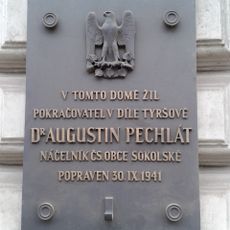 V TOMTO DOMĚ ŽIL
POKRAČOVATEL V DÍLE TYRŠOVĚ
DR AUGUSTIN PECHLÁT
NÁČELNÍK ČS. OBCE SOKOLSKÉ
POPRAVEN 30. IX. 1941